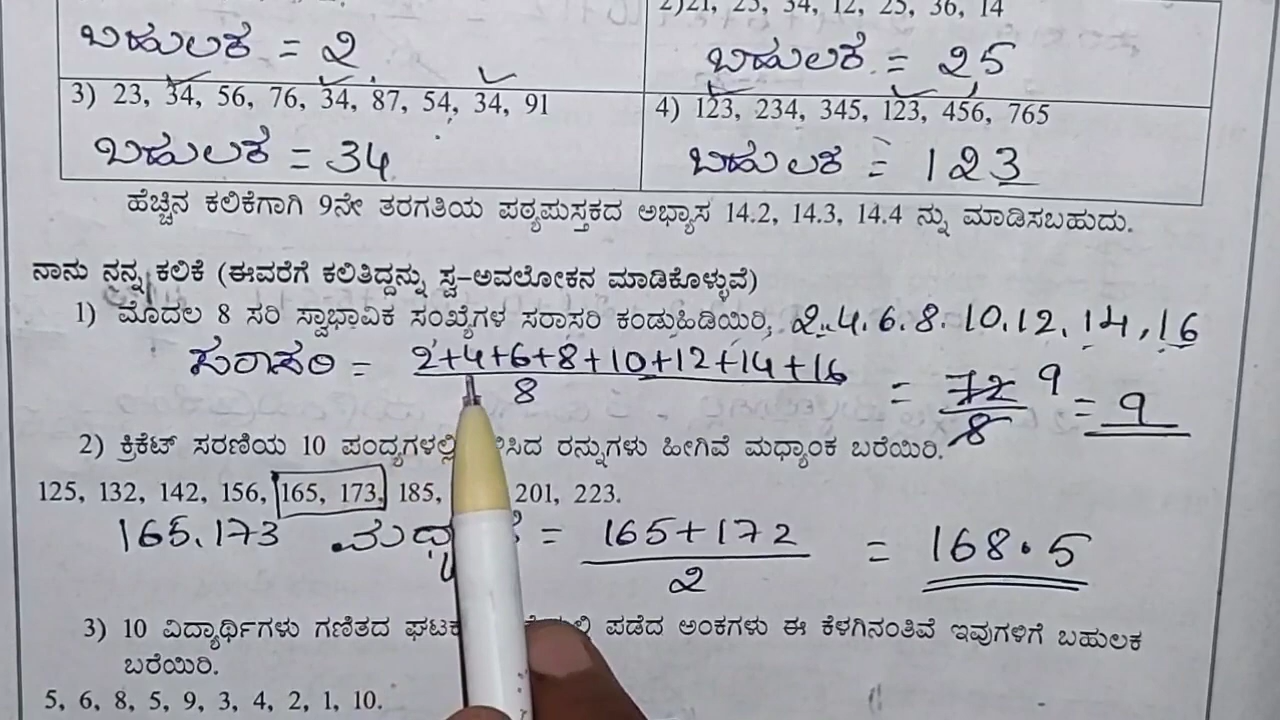 2)21, 25, 34, 12, 25, 36, 14
ಬಹುಲಕ = 2
ಬಹುಲಕ = 25
3) 23, 34, 56, 76, 34, 87, 54, 34, 91
4) 123, 234, 345, 123, 456, 765
ಬಹುಲಕ = 34
ಬಹುಲಕ = 123
ಹೆಚ್ಚಿನ ಕಲಿಕೆಗಾಗಿ 9ನೇ ತರಗತಿಯ ಪಠ್ಯಪುಸ್ತಕದ ಅಭ್ಯಾಸ 14.2, 14.3, 14.4 ನ್ನು ಮಾಡಿಸಬಹುದು.
ನಾನು ನನ್ನ ಕಲಿಕೆ (ಈವರೆಗೆ ಕಲಿತಿದ್ದನ್ನು ಸ್ವ-ಅವಲೋಕನ ಮಾಡಿಕೊಳ್ಳುವೆ)
1) ಮೊದಲ 8 ಸರಿ ಸ್ವಾಭಾವಿಕ ಸಂಖ್ಯೆಗಳ ಸರಾಸರಿ ಕಂಡುಹಿಡಿಯಿರಿ, 2.4.6.8.10.12.14,16
ಸರಾಸರಿ = 2+4+6+8+10+12+14+16 / 8 = 72 9 / 8 = 9
2) ಕ್ರಿಕೆಟ್ ಸರಣಿಯ 10 ಪಂದ್ಯಗಳಲ್ಲಿ ರನ್ನುಗಳು ಹೀಗಿವೆ ಮಧ್ಯಾಂಕ ಬರೆಯಿರಿ.
125, 132, 142, 156, 165, 173, 185, 201, 223.
165.173 = 165+172 / 2 = 168.5
3) 10 ವಿದ್ಯಾರ್ಥಿಗಳು ಗಣಿತದ ಪಡೆದ ಅಂಕಗಳು ಈ ಕೆಳಗಿನಂತಿವೆ ಇವುಗಳಿಗೆ ಬಹುಲಕ
ಬರೆಯಿರಿ.
5, 6, 8, 5, 9, 3, 4, 2, 1, 10.